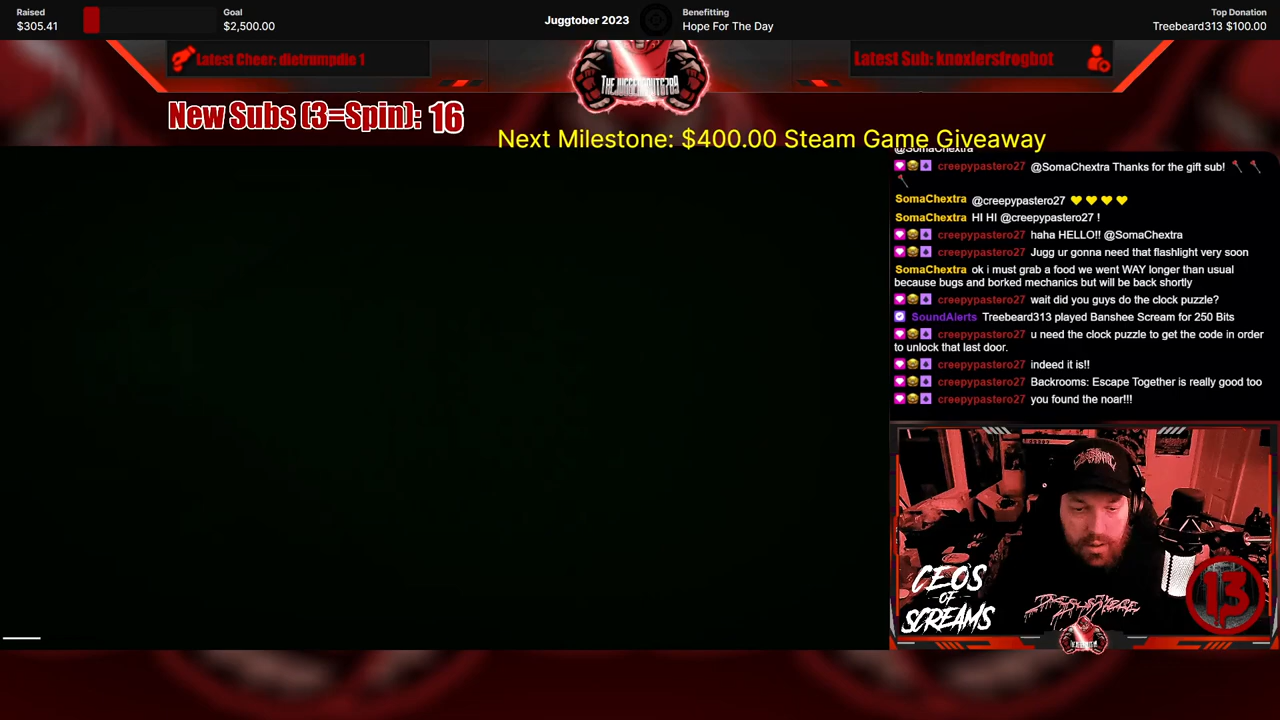 Raised
$305.41
Goal
$2,500.00
Juggtober 2023
Benefitting
Hope For The Day
Top Donation
Treebeard313 $100.00
Latest Cheer: dietrumpdie 1
THEJUGGERNAUT6789
Latest Sub: knoxlersfrogbot
New Subs (3=Spin): 16
Next Milestone: $400.00 Steam Game Giveaway
@SomaChextra
creepypastero27 @SomaChextra Thanks for the gift sub!
SomaChextra @creepypastero27
SomaChextra HI HI @creepypastero27 !
creepypastero27 haha HELLO!! @SomaChextra
creepypastero27 Jugg ur gonna need that flashlight very soon
SomaChextra ok i must grab a food we went WAY longer than usual
because bugs and borked mechanics but will be back shortly
creepypastero27 wait did you guys do the clock puzzle?
SoundAlerts Treebeard313 played Banshee Scream for 250 Bits
creepypastero27 u need the clock puzzle to get the code in order
to unlock that last door.
creepypastero27 indeed it is!!
creepypastero27 Backrooms: Escape Together is really good too
creepypastero27 you found the noar!!!
CEOS
OF
SCREAMS
13